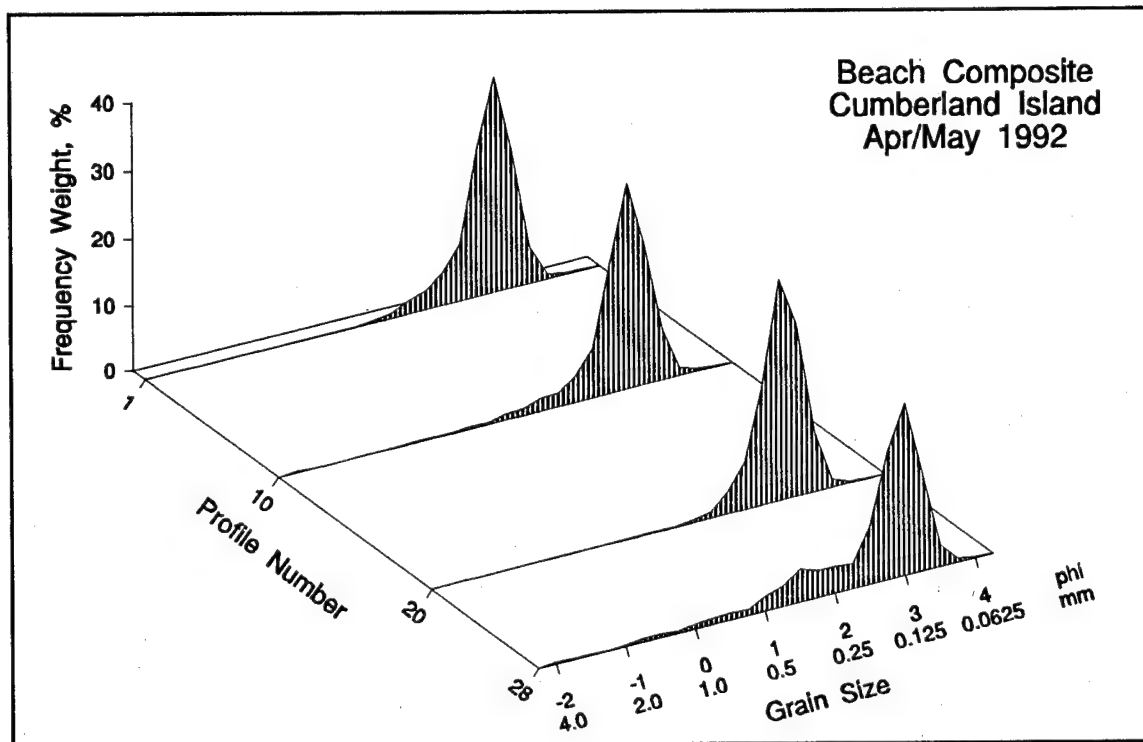 Beach Composite
Cumberland Island
Apr/May 1992
Frequency Weight, %
40
30
20
10
0
1
10
20
28
Profile Number
-2 -1 0 1 2 3 4 phi
4.0 2.0 1.0 0.5 0.25 0.125 0.0625 mm
Grain Size